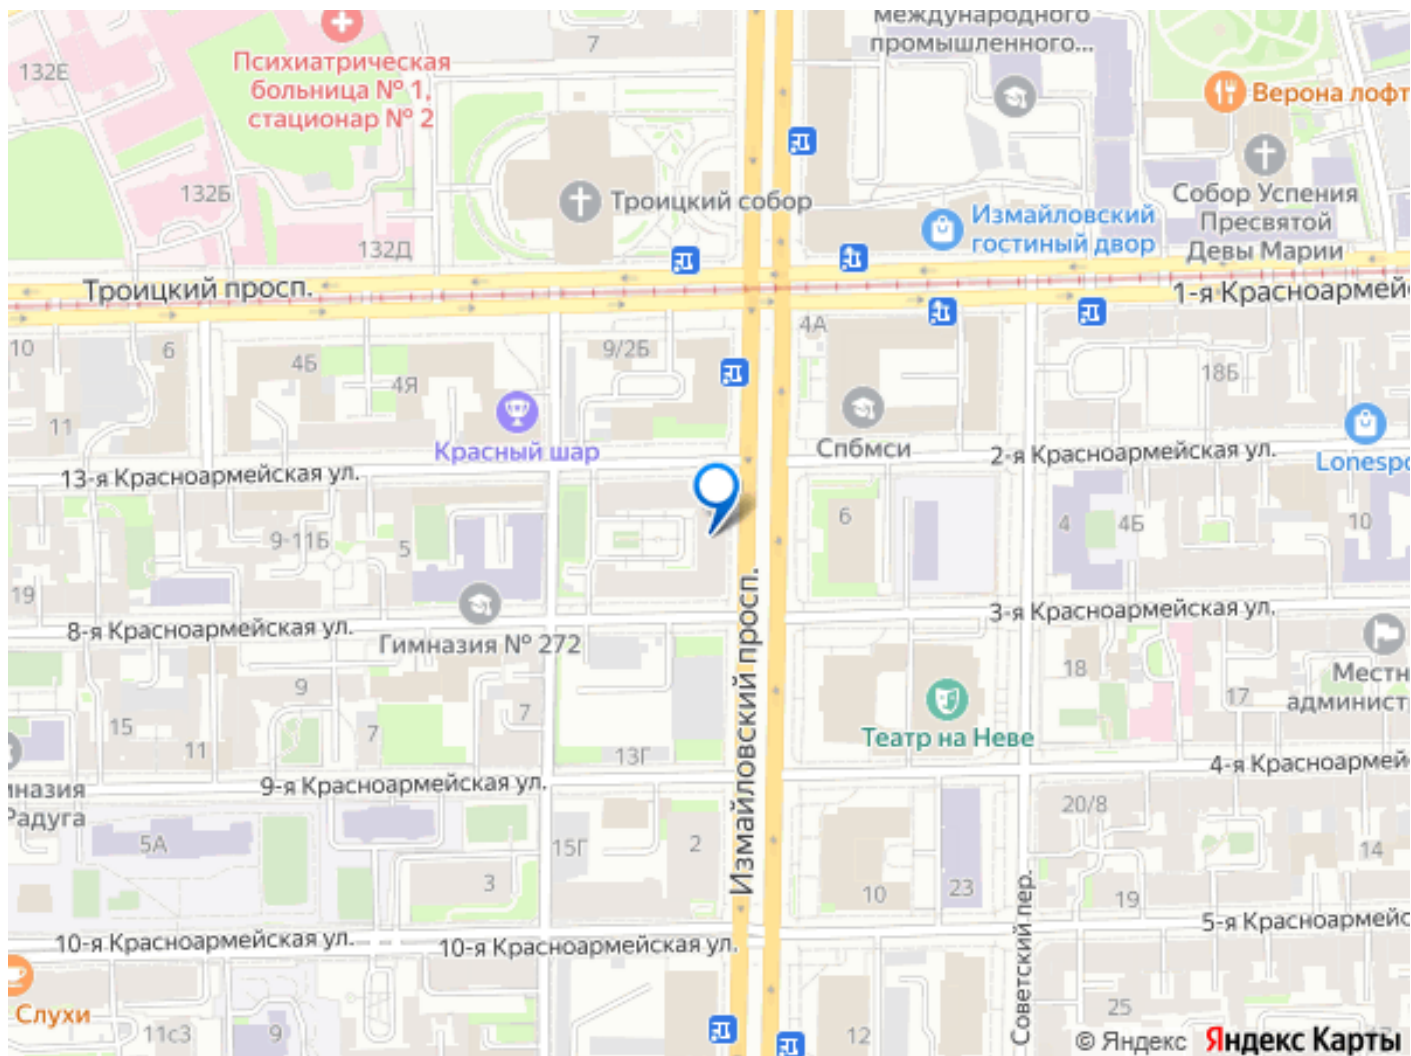 международного
промышленного...
7
132Е
Психиатрическая
больница № 1,
стационар № 2
Верона лофт
132Б
Троицкий собор
Собор Успения
Пресвятой
Девы Марии
Измайловский
гостиный двор
132Д
Троицкий просп.
1-я Красноармей
4А
10
6
4Б
9/2Б
4Я
18Б
11
Красный шар
Спбмси
2-я Красноармейская ул.
Lonespo
13-я Красноармейская ул.
6
4
4Б
10
9-11Б
5
19
3-я Красноармейская ул.
8-я Красноармейская ул.
Гимназия № 272
Измайловский просп.
18
Местн
админист
9
17
15
7
7
11
Театр на Неве
13Г
4-я Красноармей
9-я Красноармейская ул.
иназия
Радуга
20/8
5А
15Г
2
14
3
10
23
19
Советский пер.
5-я Красноармейс
10-я Красноармейская ул.
10-я Красноармейская ул.
Слухи
11с3
9
12
25
© Яндекс Яндекс Карты